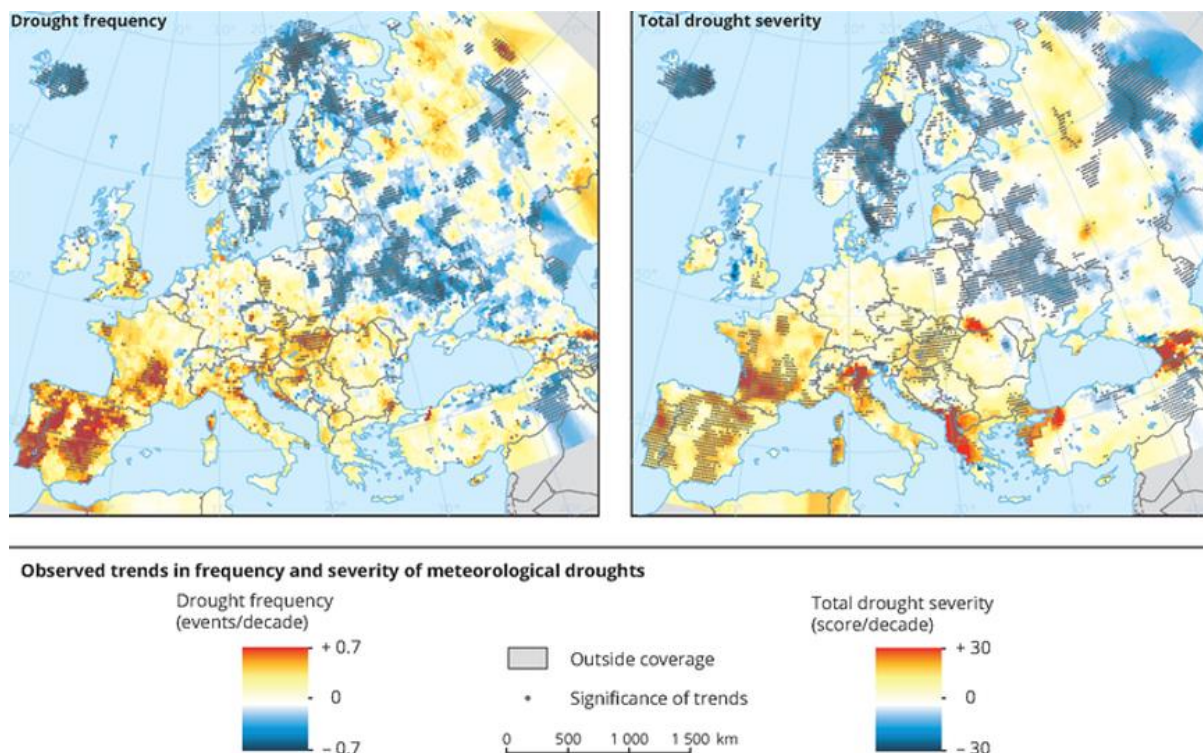 Drought frequency
Total drought severity
Observed trends in frequency and severity of meteorological droughts
Drought frequency
(events/decade)
+ 0.7
0
– 0.7
Outside coverage
Significance of trends
0 500 1 000 1 500 km
Total drought severity
(score/decade)
+ 30
0
– 30